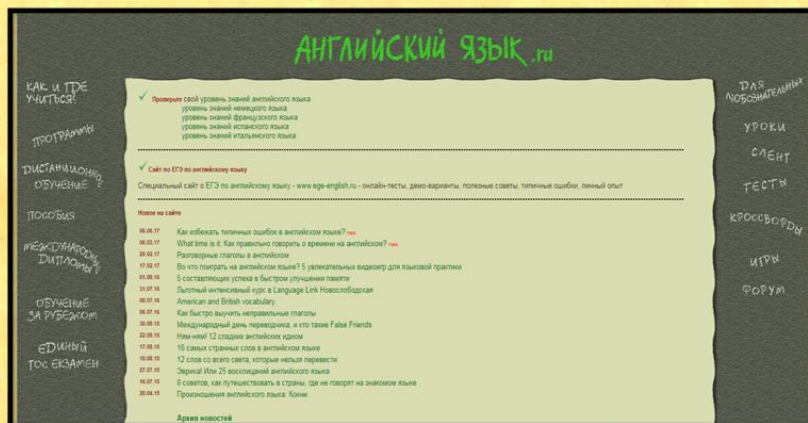 АНГЛИЙСКИЙ ЯЗЫК.ru
КАК И ГДЕ
УЧИТЬСЯ?
ПРОГРАММЫ
ДИСТАНЦИОННОЕ
ОБУЧЕНИЕ
ПОСОБИЯ
МЕЖДУНАРОДНЫЕ
ДИПЛОМЫ
ОБУЧЕНИЕ
ЗА РУБЕЖОМ
ЕДИНЫЙ
ГОС ЕКЗАМЕН
Проверьте свой уровень знаний английского языка
уровень знаний немецкого языка
уровень знаний французского языка
уровень знаний испанского языка
уровень знаний итальянского языка
Сайт по ЕГЭ по английскому языку
Специальный сайт о ЕГЭ по английскому языку - www.ege-english.ru - онлайн-тесты, демо-варианты, полезные советы, типичные ошибки, личный опыт
Новое на сайте
06.06.17 Как избежать типичных ошибок в английском языке? new
06.03.17 What time is it: Как правильно говорить о времени на английском? new
20.02.17 Разговорные глаголы в английском
17.02.17 Во что поиграть на английском языке? 5 увлекательных видеоигр для языковой практики
01.09.16 5 составляющих успеха в быстром улучшении памяти
31.07.16 Льготный интенсивный курс в Language Link Новослободская
08.07.16 American and British vocabulary
06.07.16 Как быстро выучить неправильные глаголы
30.09.15 Международный день переводчика, и кто такие False Friends
22.09.15 Ням-ням! 12 сладких английских идиом
17.08.15 16 самых странных слов в английском языке
10.08.15 12 слов со всего света, которые нельзя перевести
27.07.15 Эврика! Или 25 восклицаний английского языка
16.07.15 6 советов, как путешествовать в страны, где не говорят на знакомом языке
20.04.15 Произношения английского языка: Кокни
Архив новостей
ДЛЯ
ЛЮБОЗНАТЕЛЬНЫХ
УРОКИ
СЛЕНГ
ТЕСТЫ
КРОССВОРДЫ
ИГРЫ
ФОРУМ